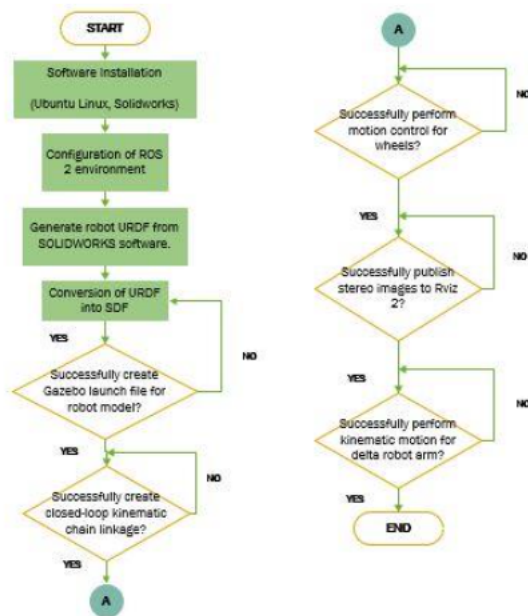 START
Software Installation
(Ubuntu Linux, Solidworks)
Configuration of ROS
2 environment
Generate robot URDF from
SOLIDWORKS software.
Conversion of URDF
into SDF
YES
NO
Successfully create
Gazebo launch file for
robot model?
YES
NO
Successfully create
closed-loop kinematic
chain linkage?
YES
A
A
NO
Successfully perform
motion control for
wheels?
YES
NO
Successfully publish
stereo images to Rviz
2?
YES
NO
Successfully perform
kinematic motion for
delta robot arm?
YES
END